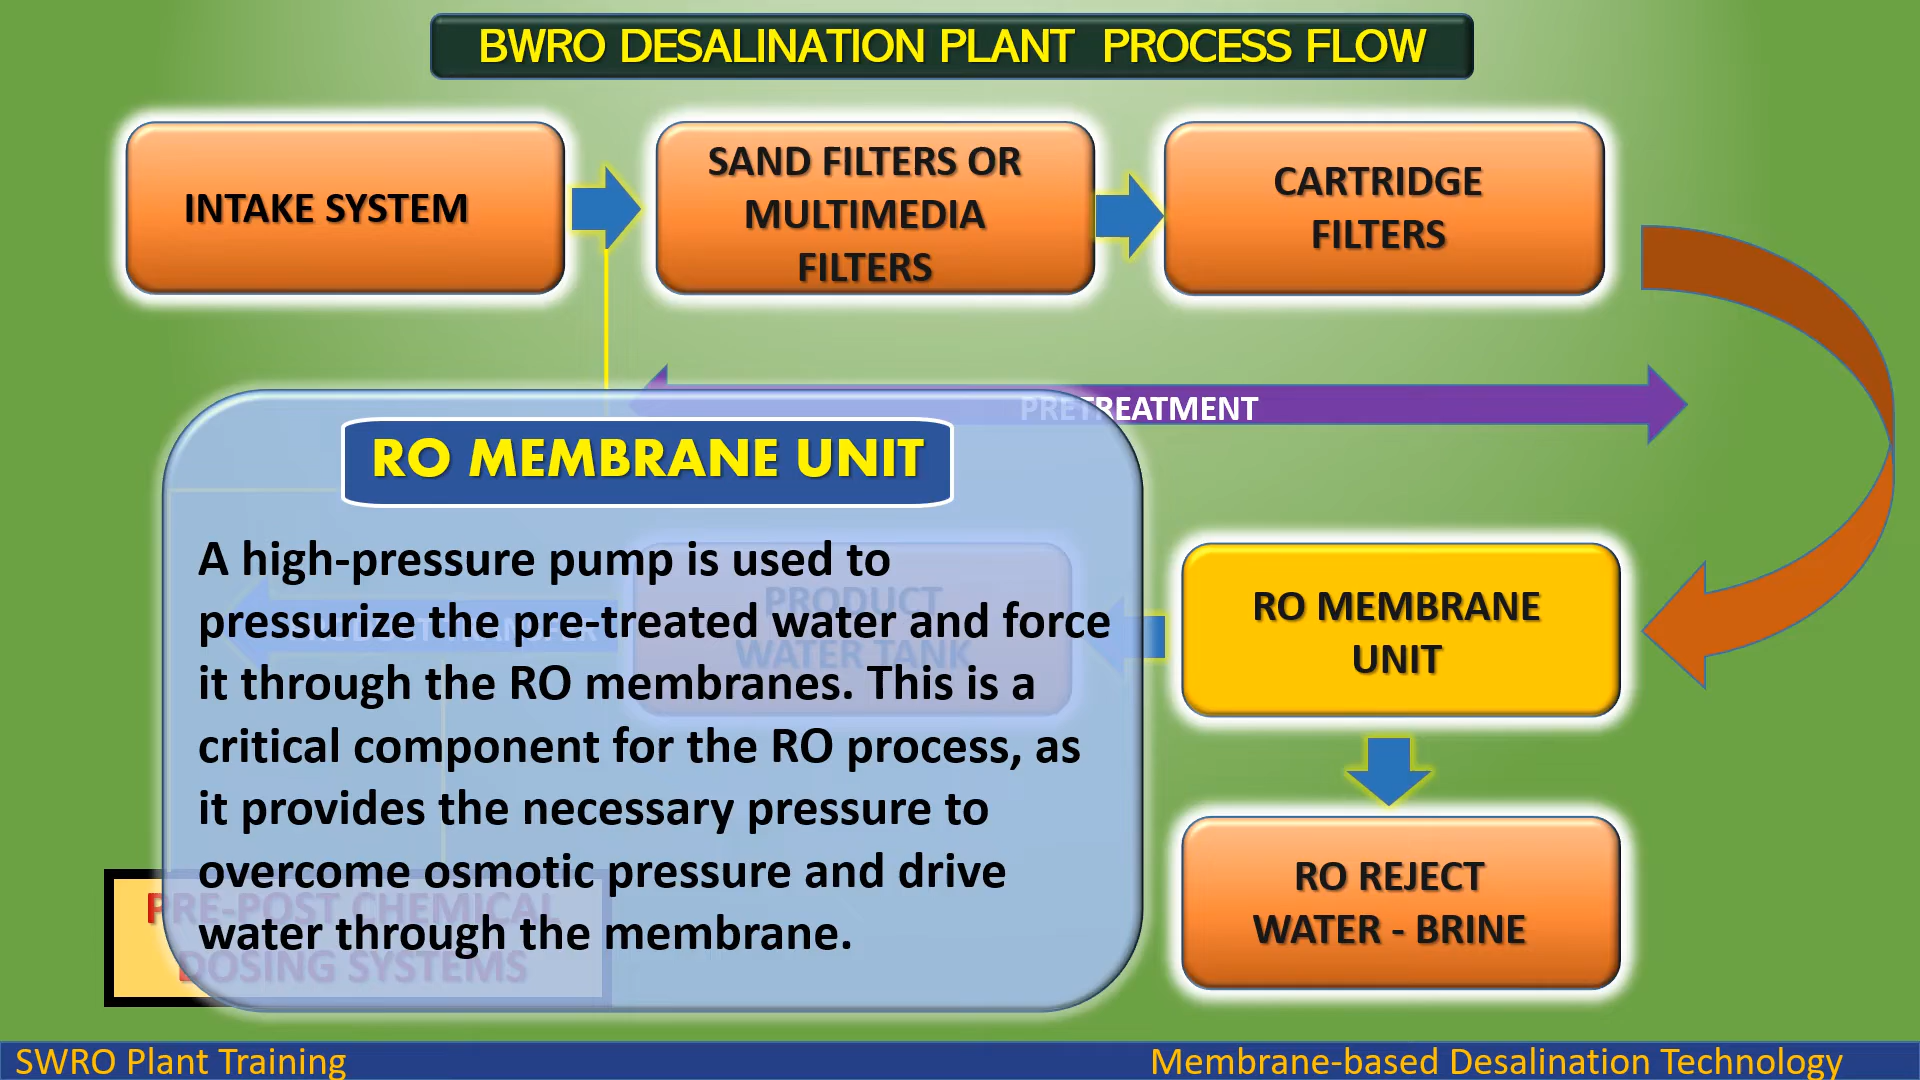 BWRO DESALINATION PLANT PROCESS FLOW
INTAKE SYSTEM
SAND FILTERS OR
MULTIMEDIA
FILTERS
CARTRIDGE
FILTERS
PRETREATMENT
RO MEMBRANE UNIT
A high-pressure pump is used to
pressurize the pre-treated water and force
it through the RO membranes. This is a
critical component for the RO process, as
it provides the necessary pressure to
overcome osmotic pressure and drive
water through the membrane.
PRODUCT
WATER TANK
RO MEMBRANE
UNIT
RO REJECT
WATER - BRINE
PRE-POST CHEMICAL
DOSING SYSTEMS
SWRO Plant Training
Membrane-based Desalination Technology